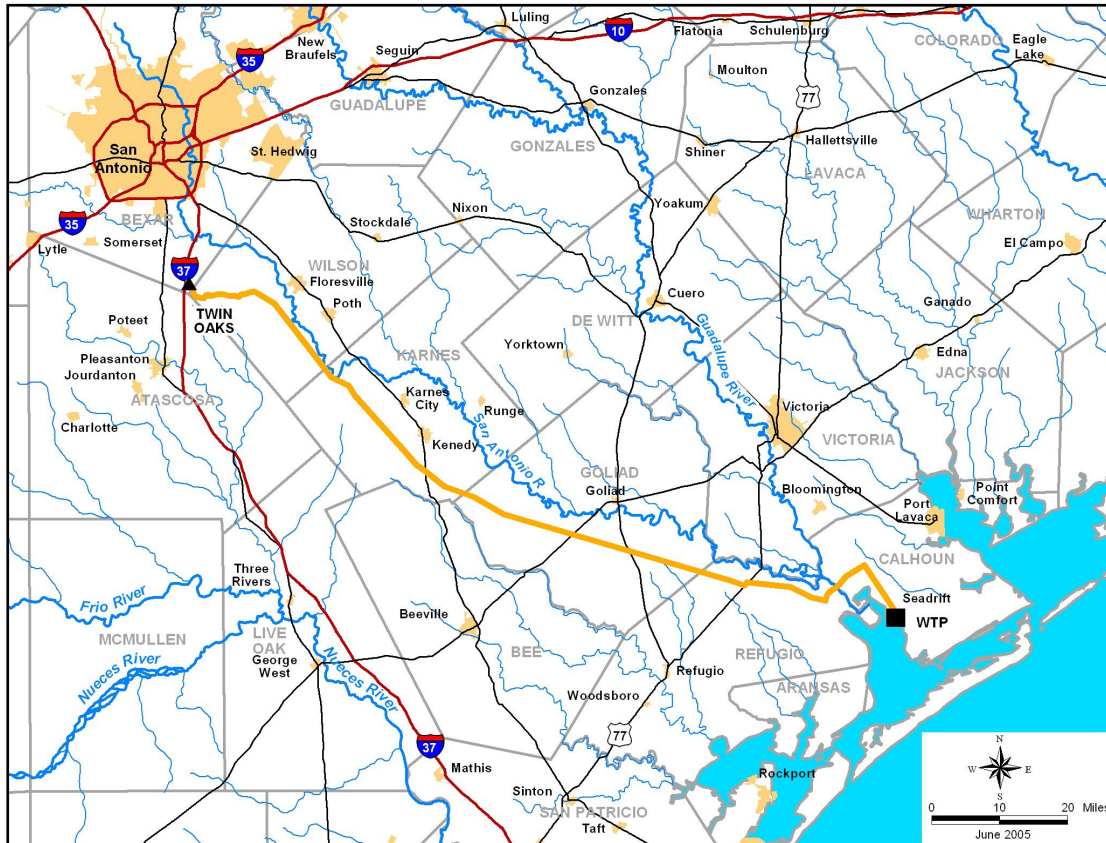 Luling
New
Braufels
Seguin
10
Flatonia
Schulenburg
COLORADO
Eagle
Lake
35
Moulton
77
GUADALUPE
Gonzales
GONZALES
San
Antonio
St. Hedwig
Shiner
Hallettsville
LAVACA
BEXAR
35
Lytle
Somerset
Stockdale
Nixon
Yoakum
WHARTON
El Campo
37
WILSON
Floresville
Poth
TWIN
OAKS
Poteet
Cuero
DE WITT
Ganado
Pleasanton
Jourdanton
ATASCOSA
Charlotte
KARNES
Karnes
City
Runge
Kenedy
Yorktown
Guadalupe River
Edna
JACKSON
Victoria
VICTORIA
San Antonio R.
GOLIAD
Goliad
Bloomington
Point
Comfort
Port
Lavaca
CALHOUN
Three
Rivers
Frio River
MCMULLEN
Nueces River
LIVE
OAK
George
West
Nueces River
Beeville
BEE
Seadrift
WTP
REFUGIO
Refugio
ARANSAS
Woodsboro
77
37
Mathis
Sinton
SAN PATRICIO
Taft
Rockport
N
W E
S
0 10 20 Miles
June 2005